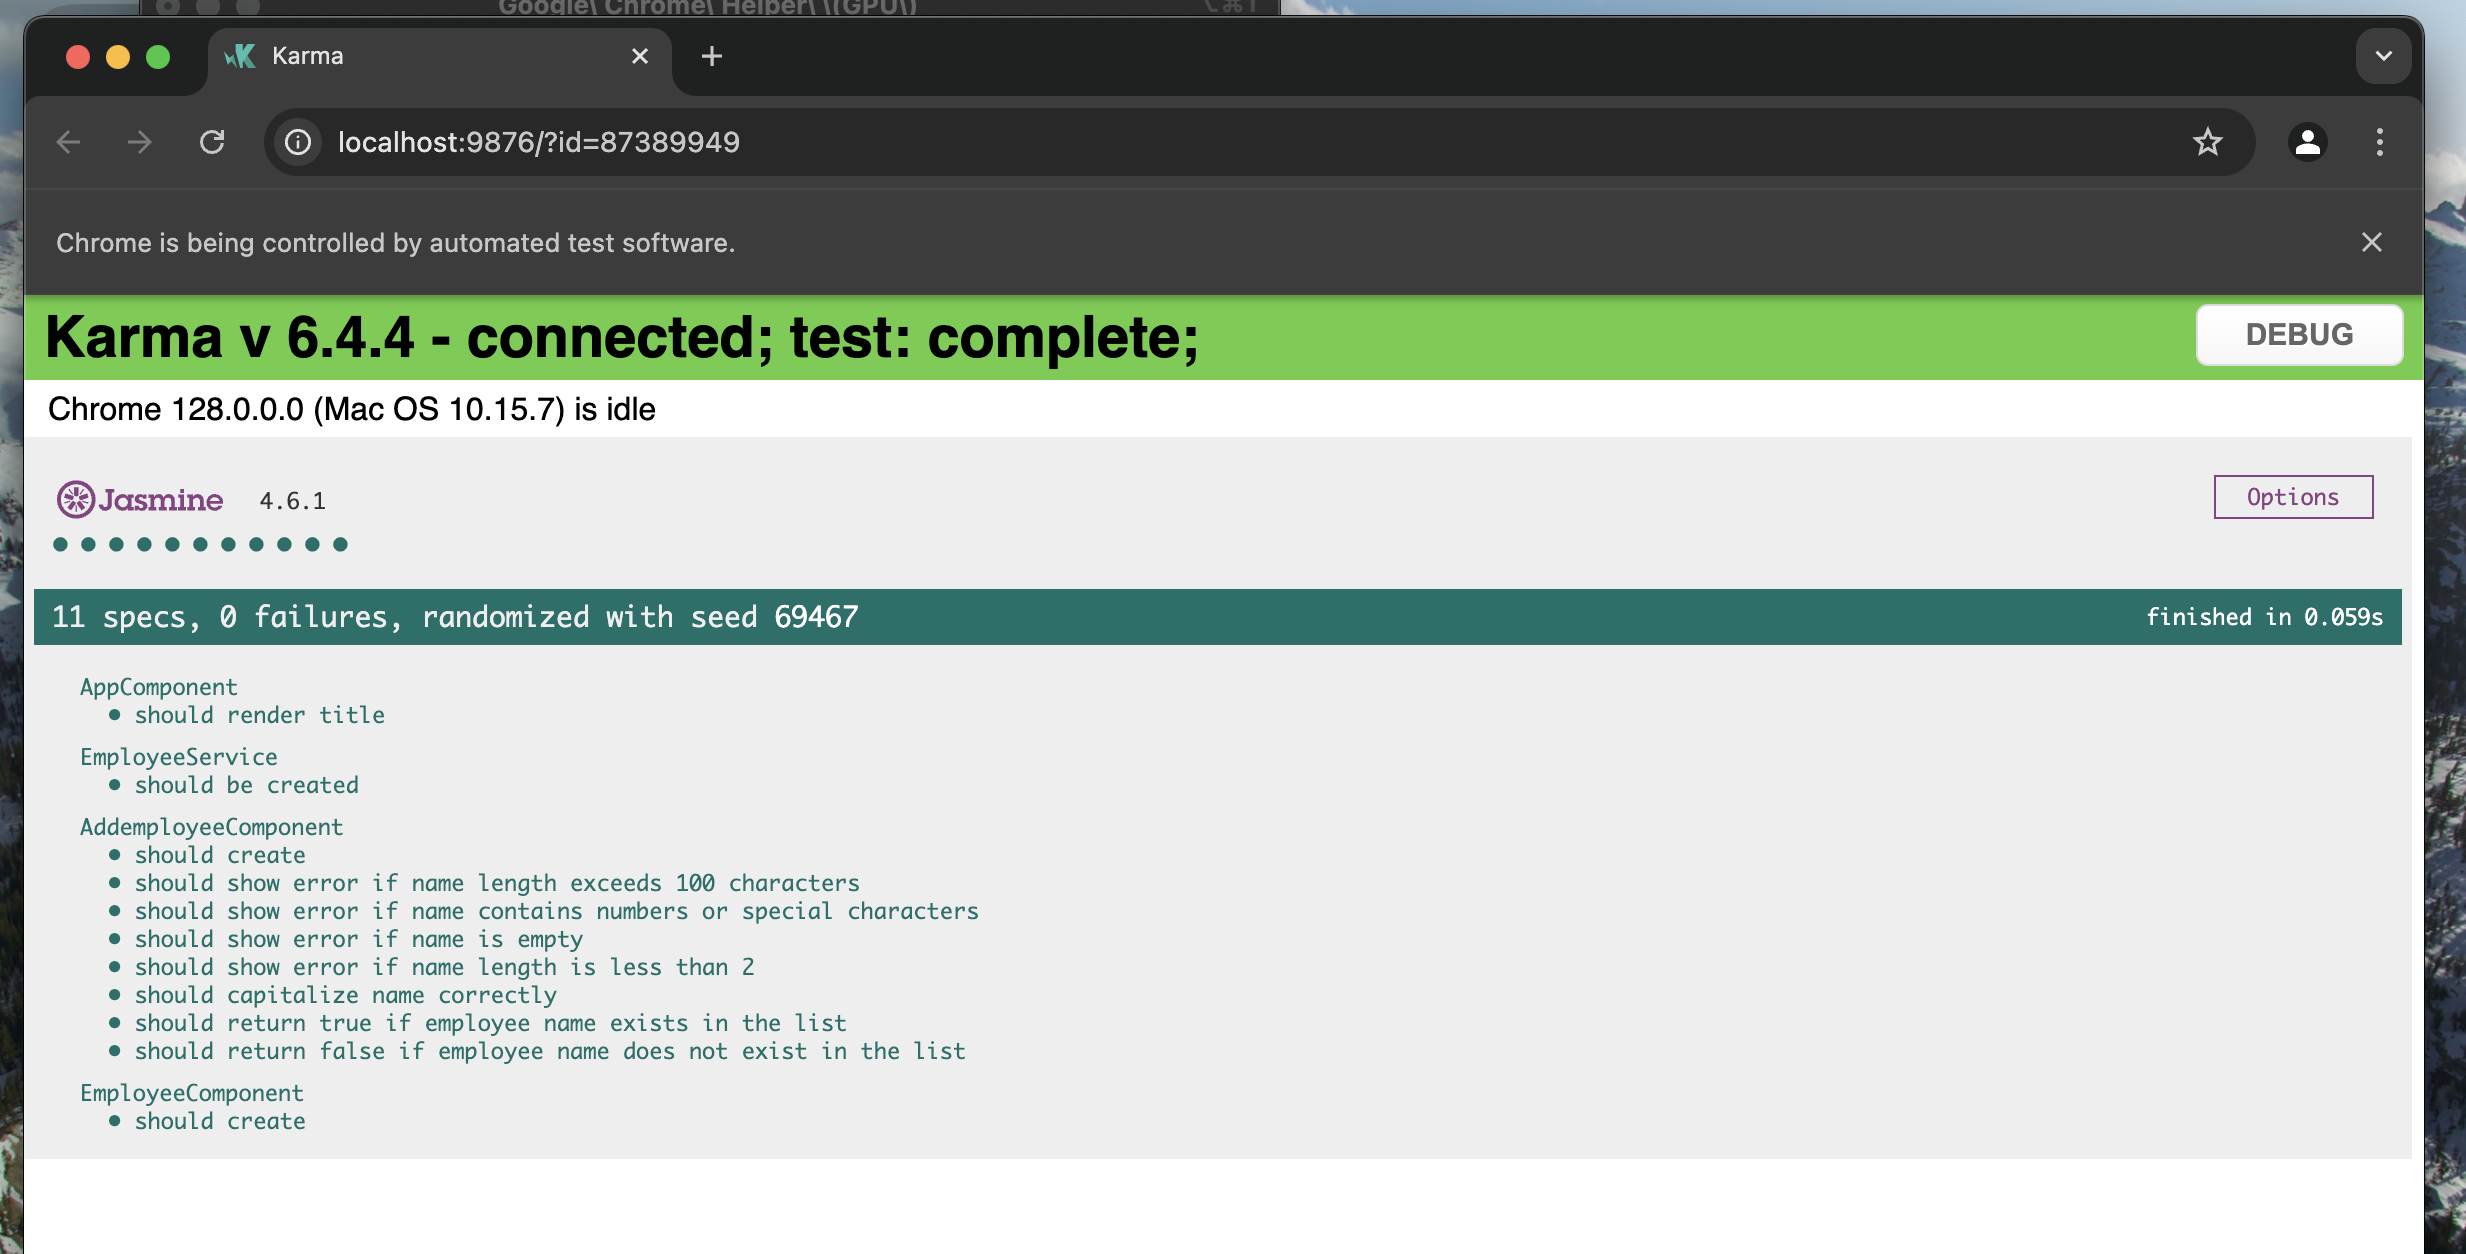 Google\ Chrome\ Helper\ \(GPU\)
Karma
localhost:9876/?id=87389949
Chrome is being controlled by automated test software.
Karma v 6.4.4 - connected; test: complete;
DEBUG
Chrome 128.0.0.0 (Mac OS 10.15.7) is idle
Jasmine 4.6.1
Options
11 specs, 0 failures, randomized with seed 69467
finished in 0.059s
AppComponent
• should render title
EmployeeService
• should be created
AddemployeeComponent
• should create
• should show error if name length exceeds 100 characters
• should show error if name contains numbers or special characters
• should show error if name is empty
• should show error if name length is less than 2
• should capitalize name correctly
• should return true if employee name exists in the list
• should return false if employee name does not exist in the list
EmployeeComponent
• should create